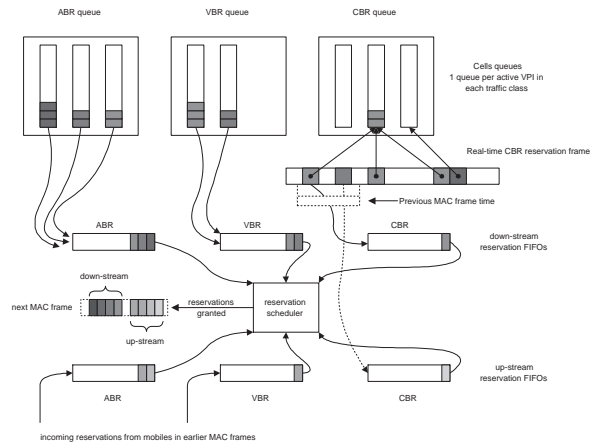 ABR queue
VBR queue
CBR queue
Cells queues
1 queue per active VPI in
each traffic class
Real-time CBR reservation frame
Previous MAC frame time
ABR
VBR
CBR
down-stream
reservation FIFOs
down-stream
next MAC frame
reservations
granted
reservation
scheduler
up-stream
up-stream
reservation FIFOs
ABR
VBR
CBR
incoming reservations from mobiles in earlier MAC frames